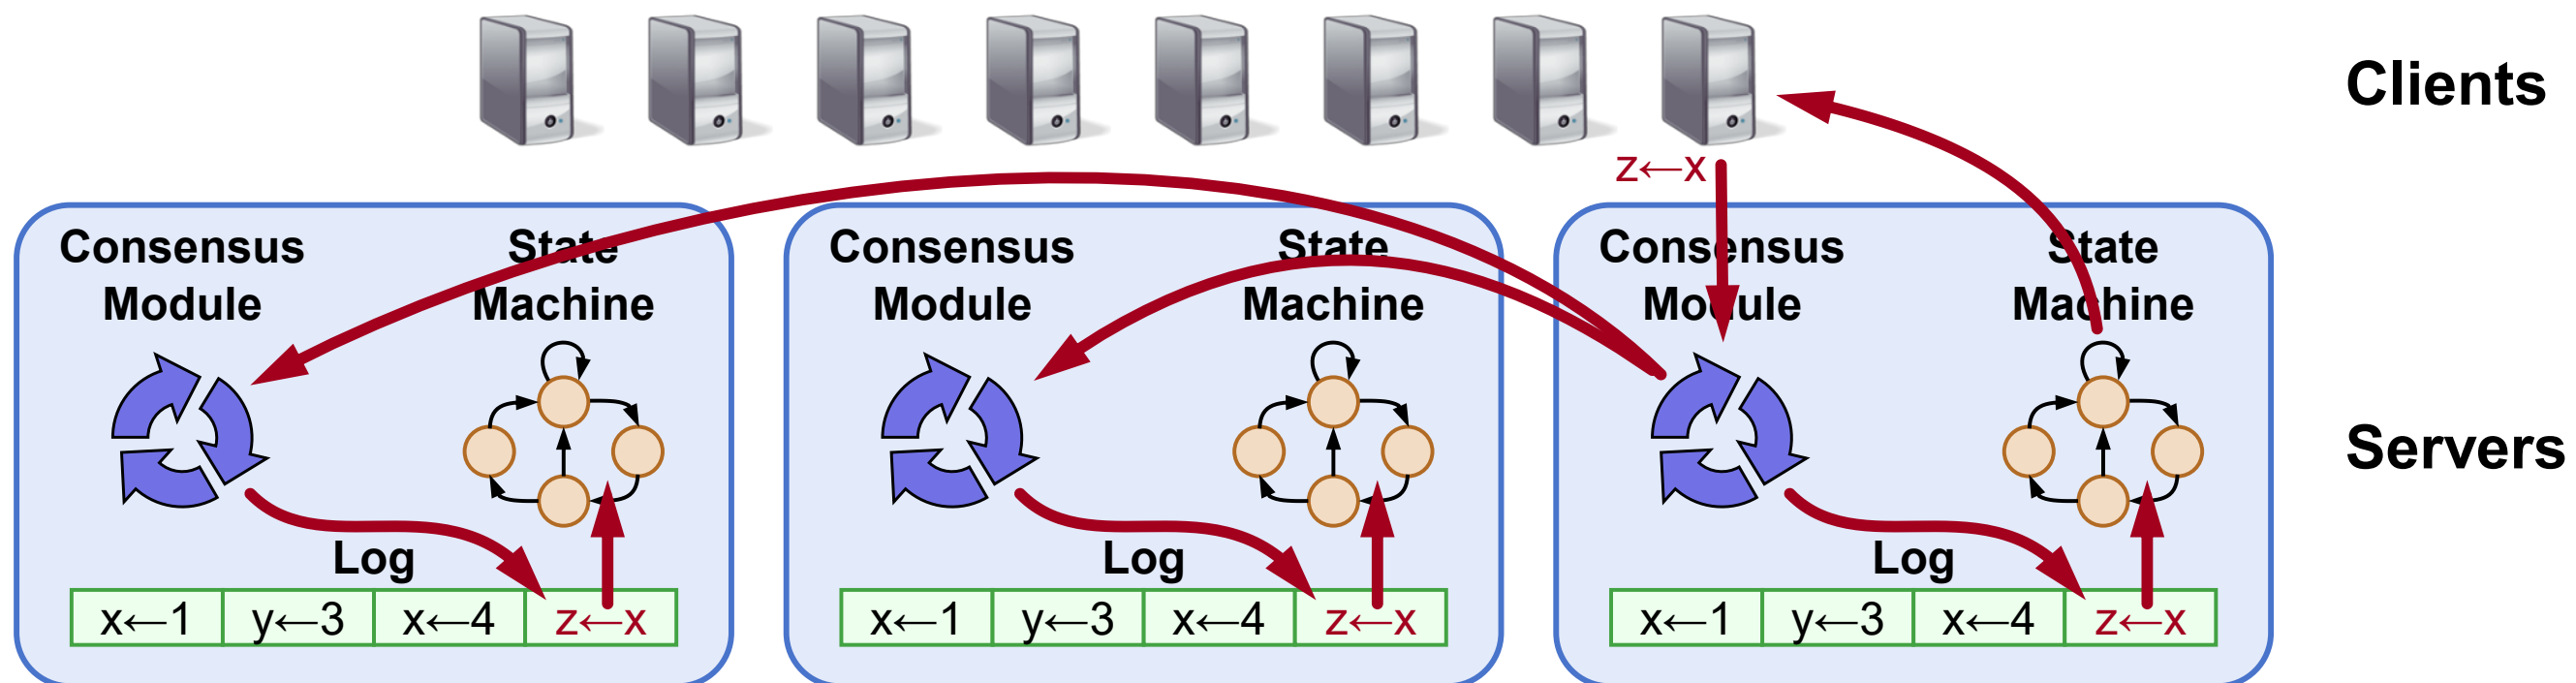 Clients
z←x
Consensus Module
State Machine
Consensus Module
State Machine
Consensus Module
State Machine
Servers
Log
Log
Log
x←1 y←3 x←4 z←x
x←1 y←3 x←4 z←x
x←1 y←3 x←4 z←x